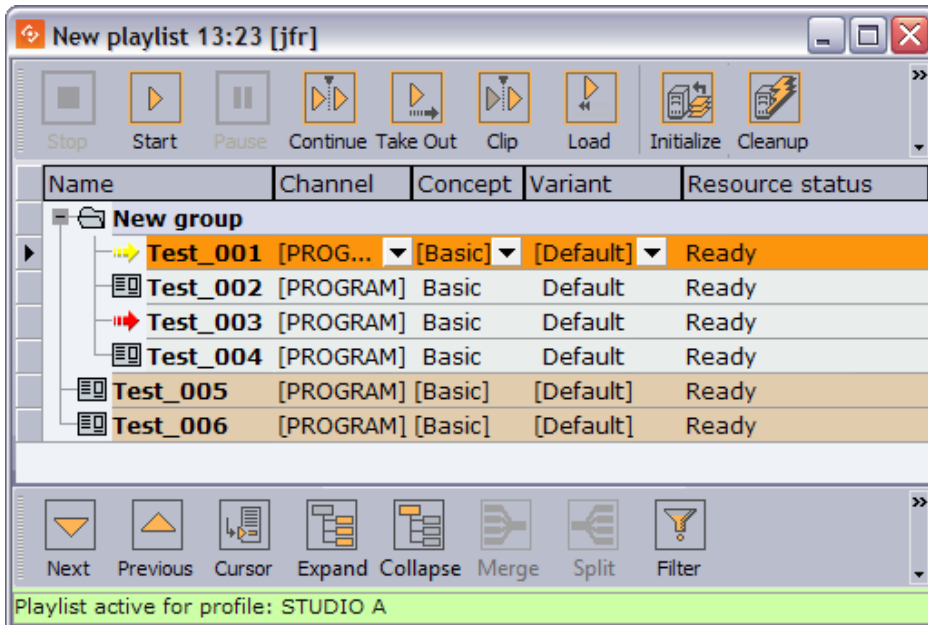 New playlist 13:23 [jfr]
Stop Start Pause Continue Take Out Clip Load Initialize Cleanup
Name Channel Concept Variant Resource status
New group
Test_001 [PROG... [Basic] [Default] Ready
Test_002 [PROGRAM] Basic Default Ready
Test_003 [PROGRAM] Basic Default Ready
Test_004 [PROGRAM] Basic Default Ready
Test_005 [PROGRAM] [Basic] [Default] Ready
Test_006 [PROGRAM] [Basic] [Default] Ready
Next Previous Cursor Expand Collapse Merge Split Filter
Playlist active for profile: STUDIO A